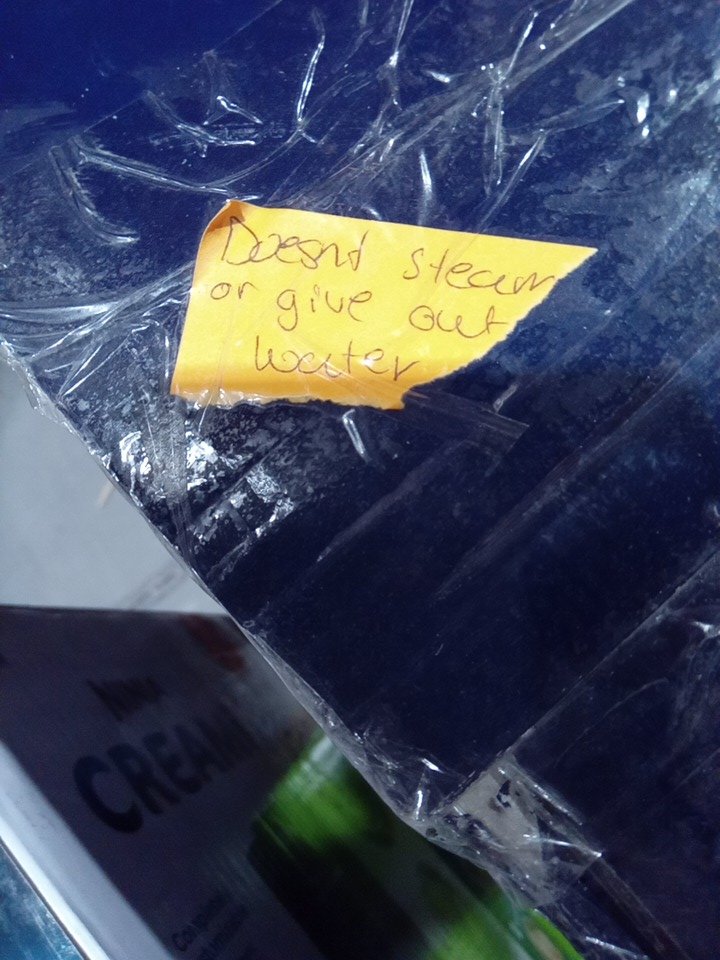 Doesnt steam
or give out
water
CREAM